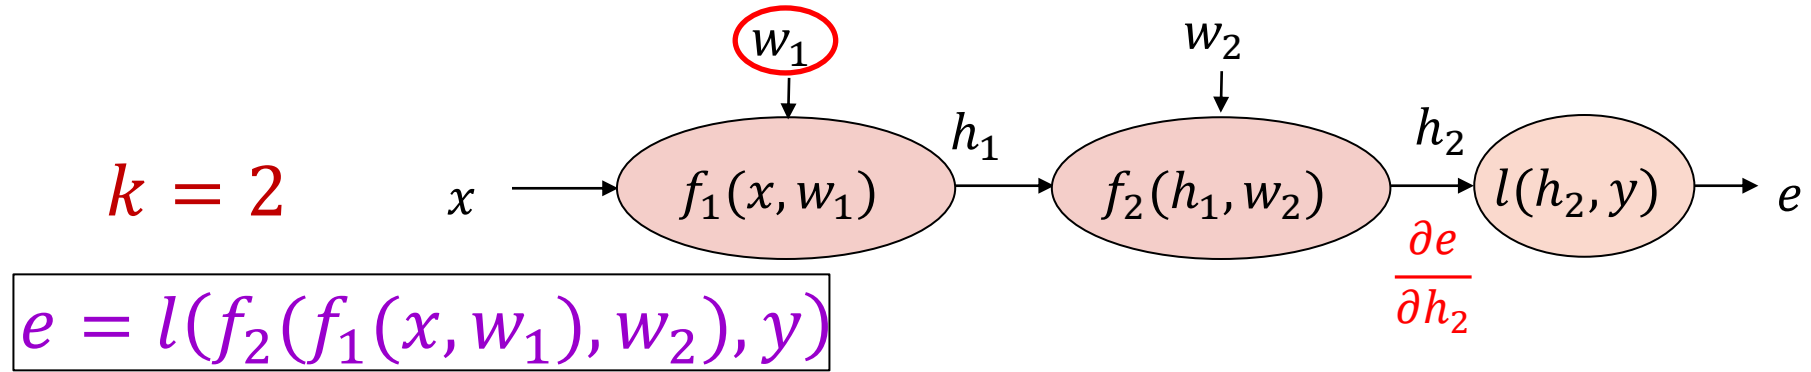 w₁ w₂
k = 2 x f₁(x, w₁) h₁ f₂(h₁, w₂) h₂ l(h₂, y) e
∂e/∂h₂
e = l(f₂(f₁(x, w₁), w₂), y)